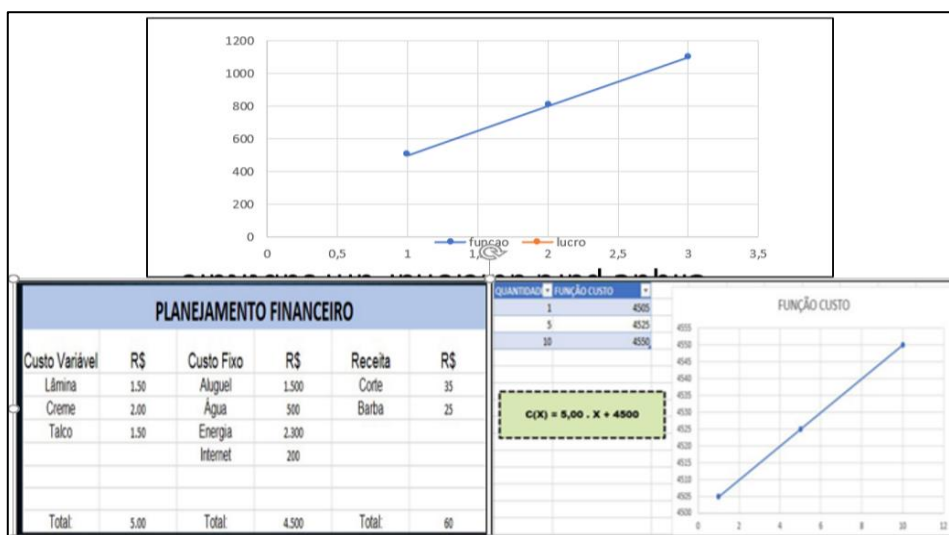 1200
1000
800
600
400
200
0
0 0,5 1 1,5 2 2,5 3 3,5
funçao lucro
PLANEJAMENTO FINANCEIRO
Custo Variável R$ Custo Fixo R$ Receita R$
Lâmina 1.50 Aluguel 1.500 Corte 35
Creme 2.00 Água 500 Barba 25
Talco 1.50 Energia 2.300
Internet 200
Total: 5.00 Total: 4.500 Total: 60
QUANTIDAD FUNÇÃO CUSTO
1 4505
5 4525
10 4550
C(X) = 5,00 . X + 4500
FUNÇÃO CUSTO
4555
4550
4545
4540
4535
4530
4525
4520
4515
4510
4505
4500
0 2 4 6 8 10 12